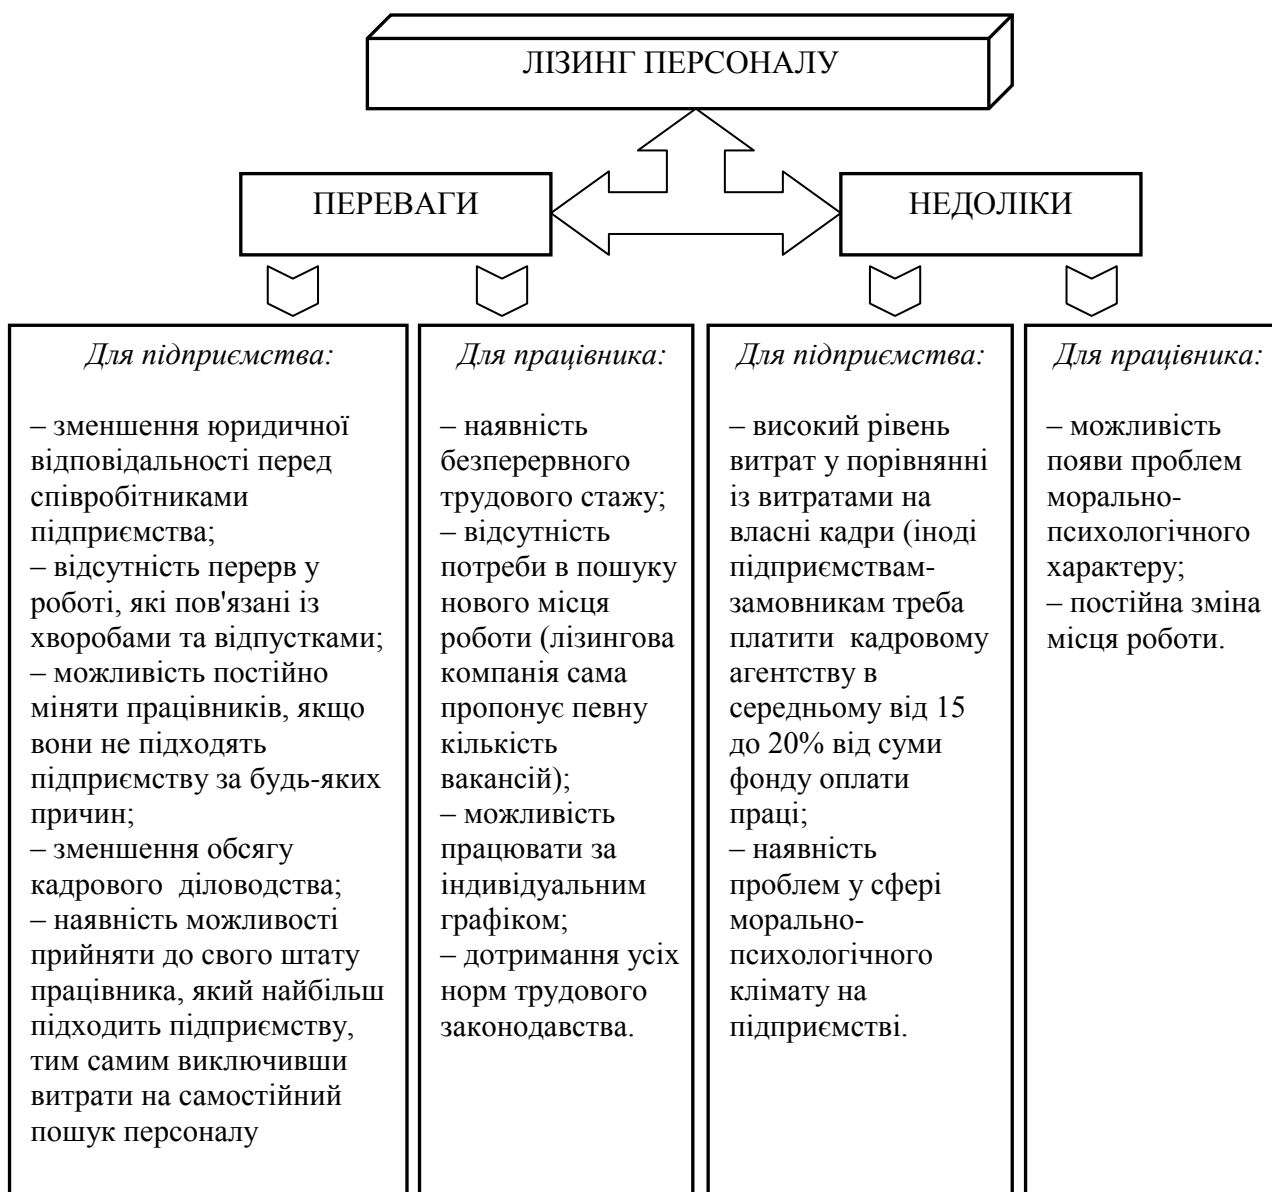 ЛІЗИНГ ПЕРСОНАЛУ
ПЕРЕВАГИ
НЕДОЛІКИ
Для підприємства:
– зменшення юридичної
відповідальності перед
співробітниками
підприємства;
– відсутність перерв у
роботі, які пов'язані із
хворобами та відпустками;
– можливість постійно
міняти працівників, якщо
вони не підходять
підприємству за будь-яких
причин;
– зменшення обсягу
кадрового діловодства;
– наявність можливості
прийняти до свого штату
працівника, який найбільш
підходить підприємству,
тим самим виключивши
витрати на самостійний
пошук персоналу
Для працівника:
– наявність
безперервного
трудового стажу;
– відсутність
потреби в пошуку
нового місця
роботи (лізингова
компанія сама
пропонує певну
кількість
вакансій);
– можливість
працювати за
індивідуальним
графіком;
– дотримання усіх
норм трудового
законодавства.
Для підприємства:
– високий рівень
витрат у порівнянні
із витратами на
власні кадри (іноді
підприємствам-
замовникам треба
платити кадровому
агентству в
середньому від 15
до 20% від суми
фонду оплати
праці;
– наявність
проблем у сфері
морально-
психологічного
клімату на
підприємстві.
Для працівника:
– можливість
появи проблем
морально-
психологічного
характеру;
– постійна зміна
місця роботи.